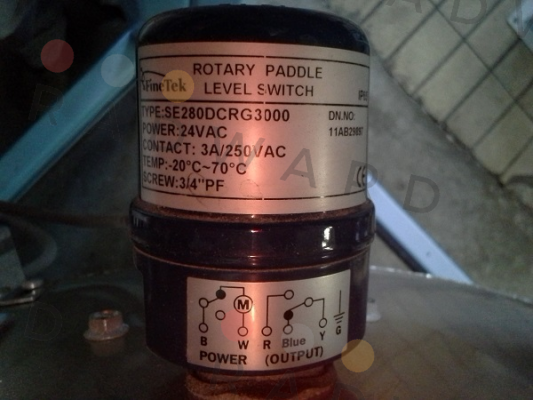 ROTARY PADDLE
FineTek LEVEL SWITCH
TYPE:SE280DCRG3000
POWER:24VAC
DN.NO:
CONTACT: 3A/250VAC
TEMP:-20°C~70°C
SCREW:3/4"PF
CE
M
B W R Blue Y G
POWER (OUTPUT)
WARD